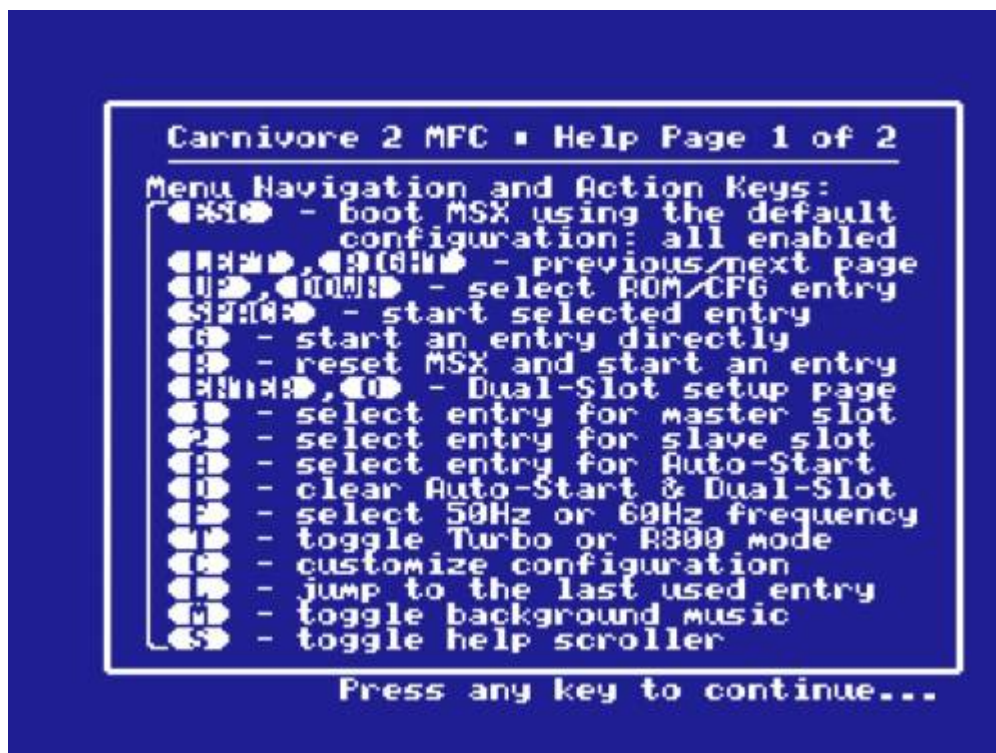 Carnivore 2 MFC ▪ Help Page 1 of 2
Menu Navigation and Action Keys:
ESC - boot MSX using the default
configuration: all enabled
LEFT,RIGHT - previous/next page
UP,DOWN - select ROM/CFG entry
SPACE - start selected entry
G - start an entry directly
R - reset MSX and start an entry
ENTER,D - Dual-Slot setup page
1 - select entry for master slot
2 - select entry for slave slot
A - select entry for Auto-Start
- clear Auto-Start & Dual-Slot
F - select 50Hz or 60Hz frequency
T - toggle Turbo or R800 mode
C - customize configuration
L - jump to the last used entry
M - toggle background music
S - toggle help scroller
Press any key to continue...